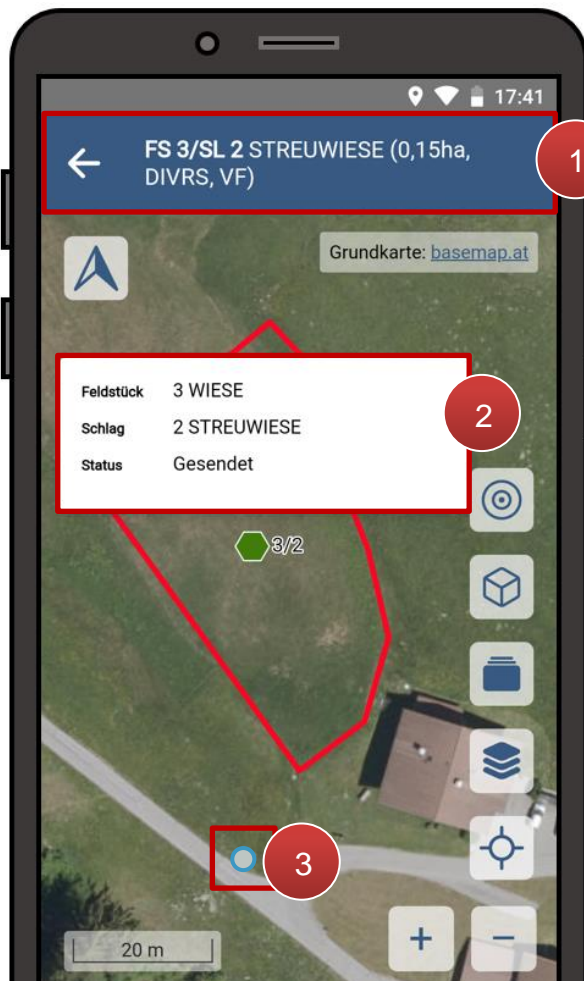 17:41
FS 3/SL 2 STREUWIESE (0,15ha,
DIVRS, VF)
1
Grundkarte: basemap.at
Feldstück 3 WIESE
Schlag 2 STREUWIESE
Status Gesendet
2
3/2
3
20 m